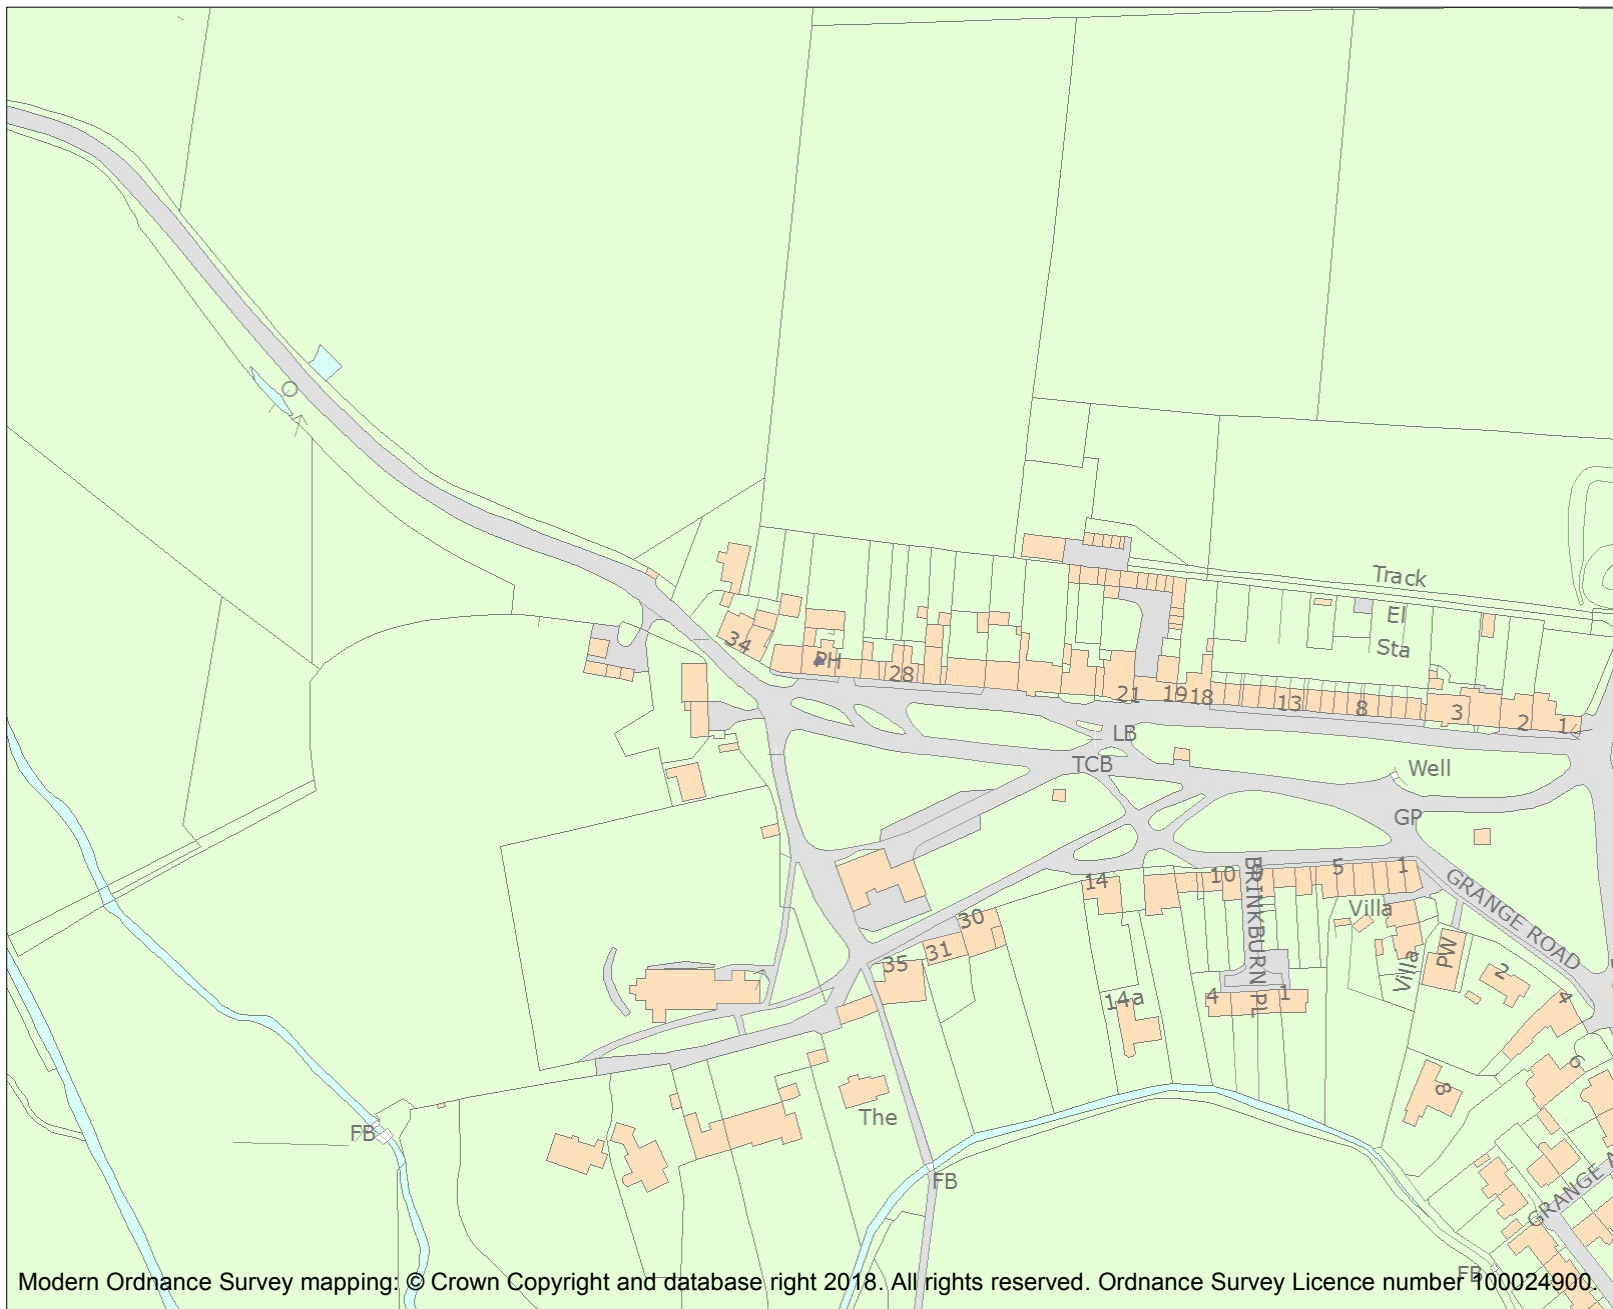 Track
El
Sta
34
PH
28
21
19
18
13
8
3
2
1
LB
TCB
Well
GP
14
10
9
5
1
BRINKBURN PL
GRANGE ROAD
Villa
Villa
PW
30
31
35
14a
4
1
2
4
6
8
The
FB
FB
GRANGE A
FB
Modern Ordnance Survey mapping: © Crown Copyright and database right 2018. All rights reserved. Ordnance Survey Licence number 100024900.